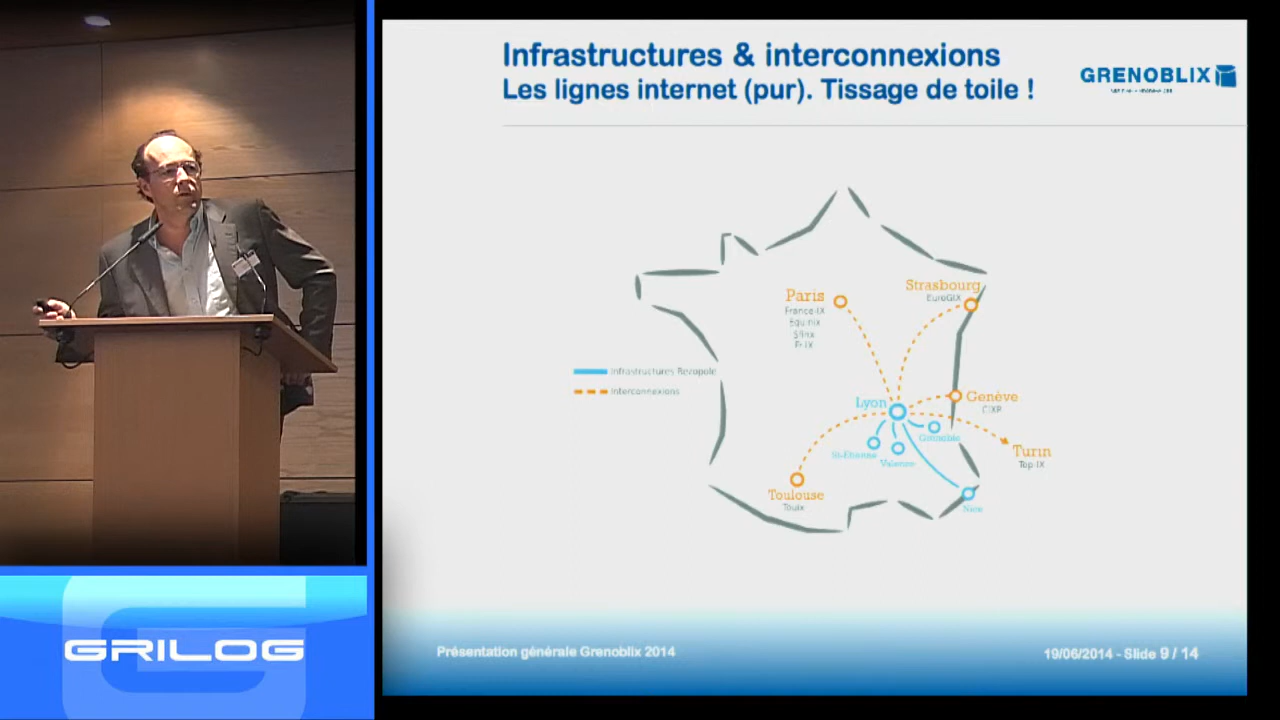 Infrastructures & interconnexions
Les lignes internet (pur). Tissage de toile !
GRENOBLIX
Paris
France-IX
Equinix
Sfinx
Fr-IX
Strasbourg
EuroGIX
Infrastructures Rezopole
Interconnexions
Lyon
Genève
CIXP
Grenoble
St-Etienne
Valence
Turin
Top-IX
Toulouse
Touix
Nice
GRILOG
Présentation générale Grenoblix 2014
19/06/2014 - Slide 9 / 14